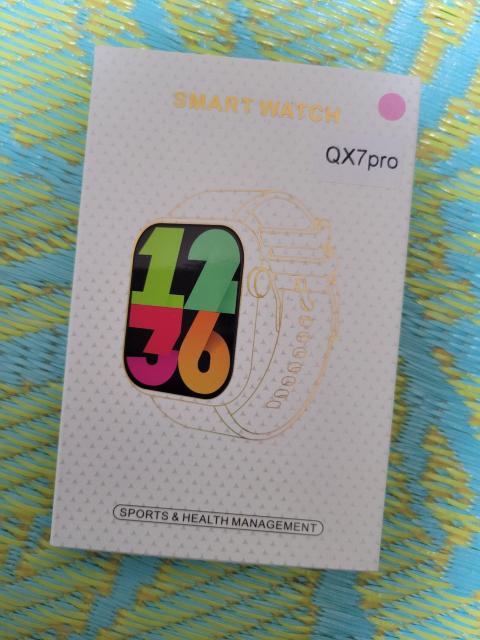 SMART WATCH
QX7pro
12
36
SPORTS & HEALTH MANAGEMENT